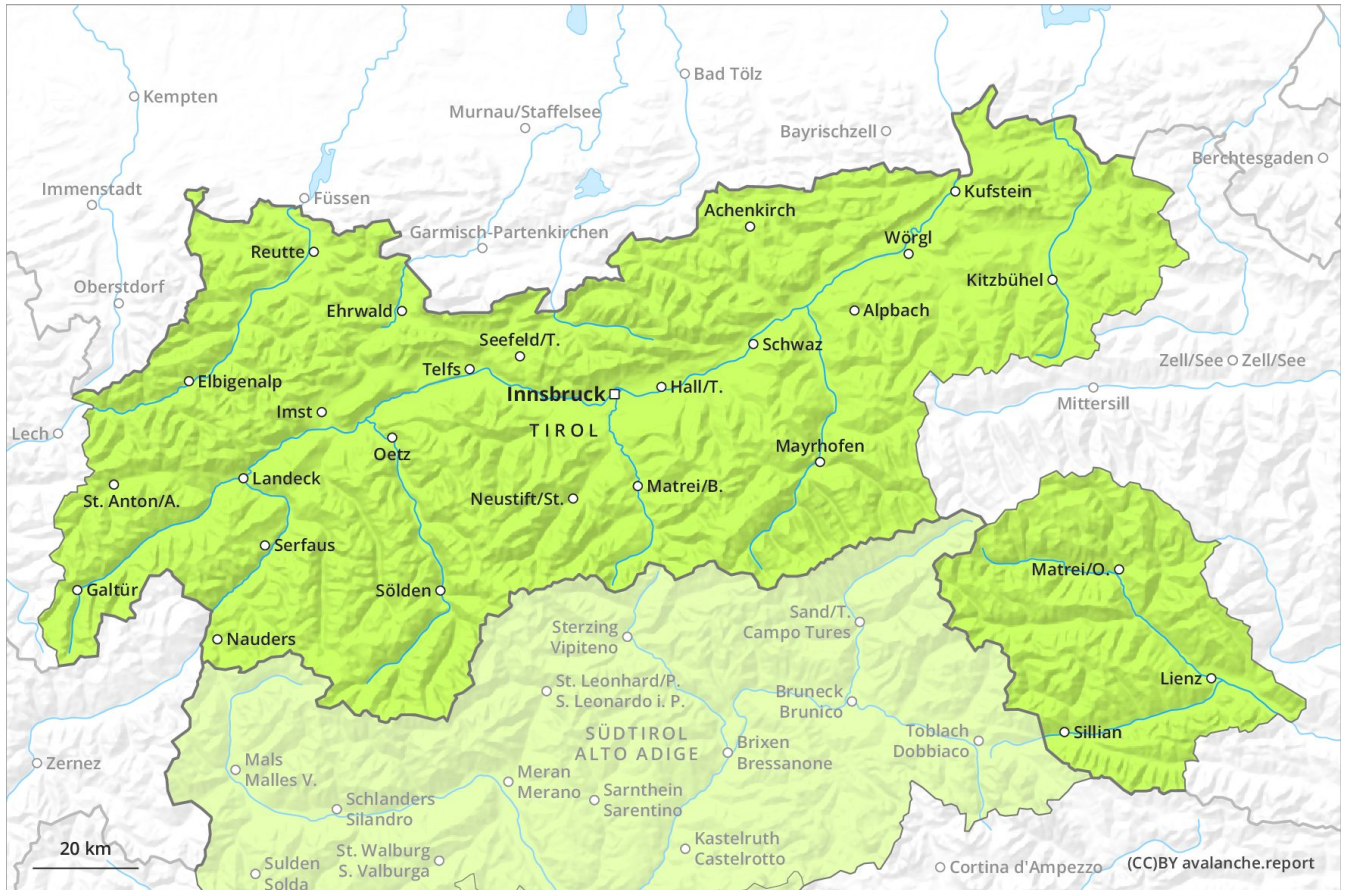 Bad Tölz
Kempten
Murnau/Staffelsee
Bayrischzell
Berchtesgaden
Immenstadt
Füssen
Kufstein
Achenkirch
Garmisch-Partenkirchen
Wörgl
Reutte
Kitzbühel
Oberstdorf
Ehrwald
Alpbach
Seefeld/T.
Schwaz
Zell/See
Zell/See
Telfs
Elbigenalp
Innsbruck
Hall/T.
Mittersill
Imst
TIROL
Lech
Oetz
Mayrhofen
Landeck
St. Anton/A.
Neustift/St.
Matrei/B.
Serfaus
Matrei/O.
Galtür
Sölden
Sand/T.
Campo Tures
Sterzing
Vipiteno
Nauders
Lienz
St. Leonhard/P.
S. Leonardo i. P.
Bruneck
Brunico
SÜDTIROL
ALTO ADIGE
Toblach
Dobbiaco
Sillian
Brixen
Bressanone
Zernez
Mals
Malles V.
Meran
Merano
Sarnthein
Sarentino
Schlanders
Silandro
Kastelruth
Castelrotto
20 km
St. Walburg
S. Valburga
Sulden
Solda
Cortina d'Ampezzo
(CC)BY avalanche.report